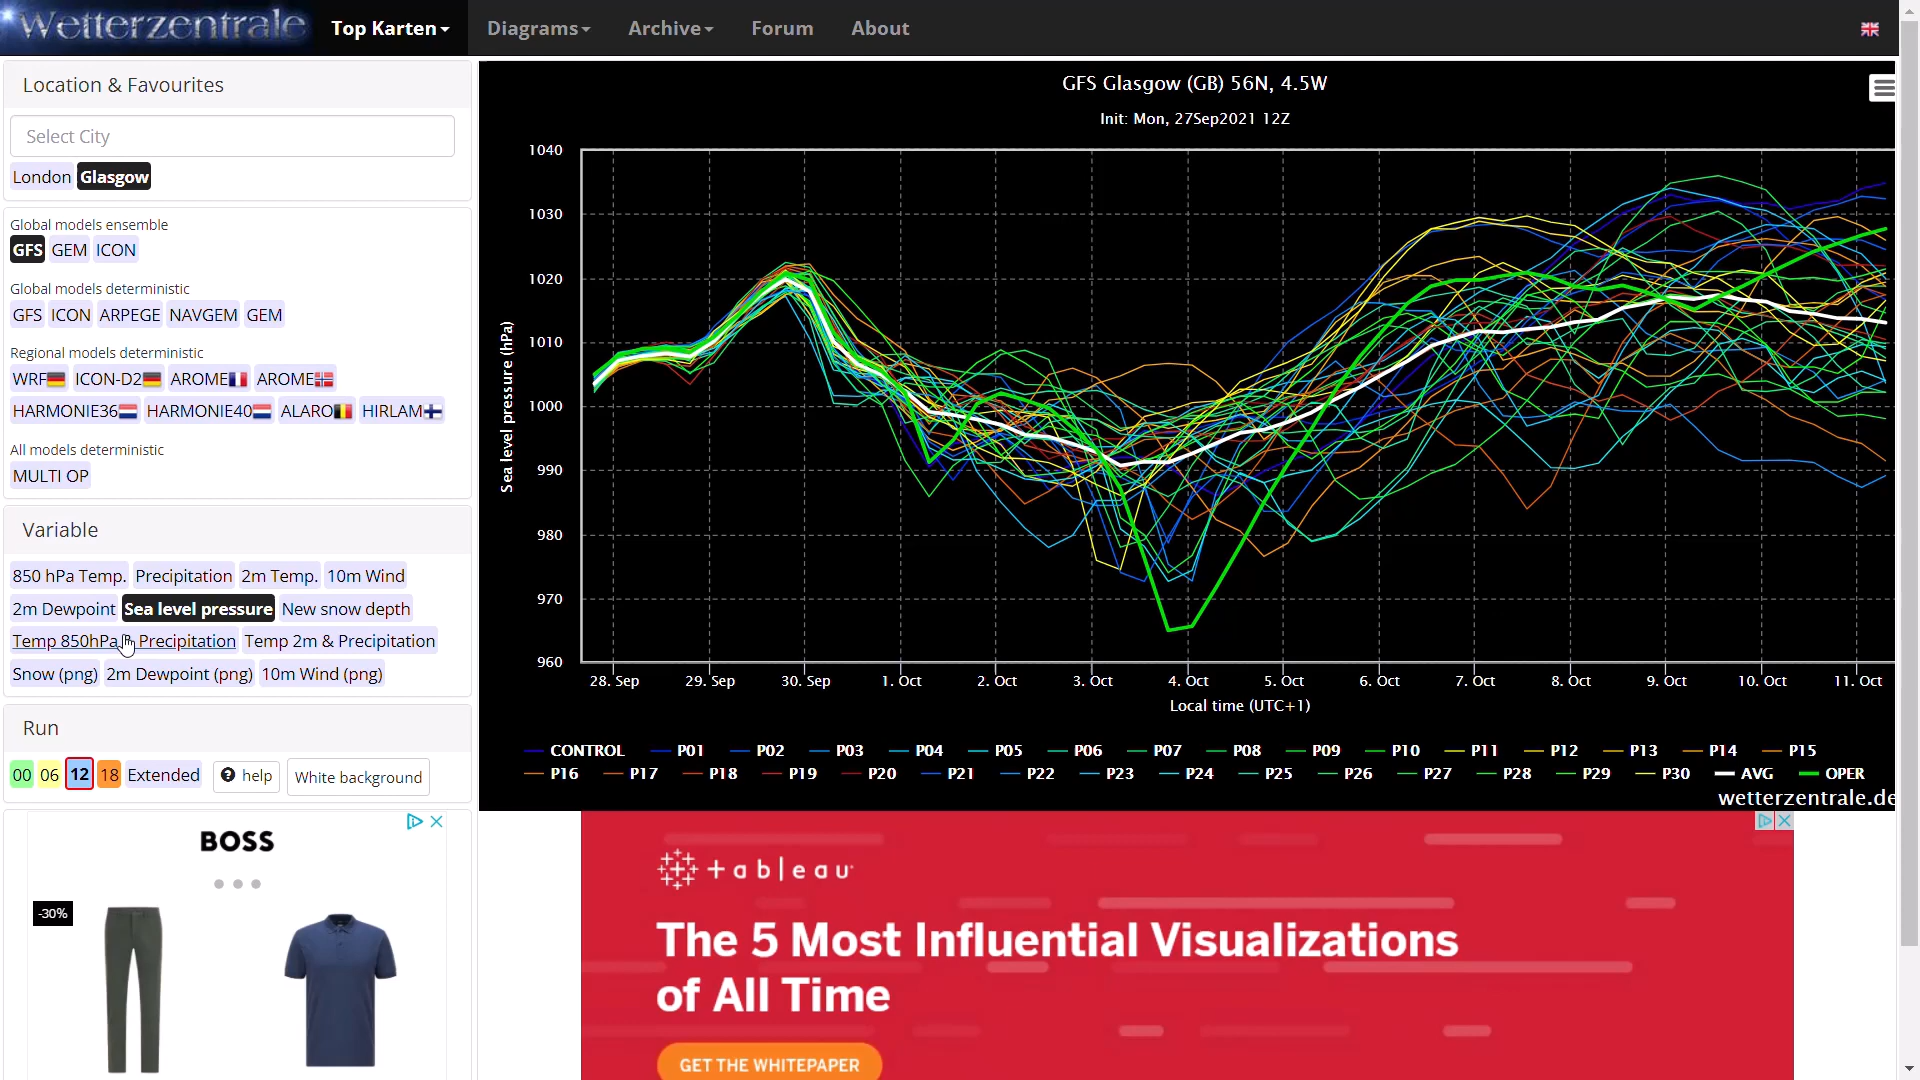 Wetterzentrale
Top Karten
Diagrams
Archive
Forum
About
Location & Favourites
Select City
London Glasgow
Global models ensemble
GFS GEM ICON
Global models deterministic
GFS ICON ARPEGE NAVGEM GEM
Regional models deterministic
WRF ICON-D2 AROME AROME
HARMONIE36 HARMONIE40 ALARO HIRLAM
All models deterministic
MULTI OP
Variable
850 hPa Temp. Precipitation 2m Temp. 10m Wind
2m Dewpoint Sea level pressure New snow depth
Temp 850hPa & Precipitation Temp 2m & Precipitation
Snow (png) 2m Dewpoint (png) 10m Wind (png)
Run
00 06 12 18 Extended help White background
GFS Glasgow (GB) 56N, 4.5W
Init: Mon, 27Sep2021 12Z
Sea level pressure (hPa)
1040
1030
1020
1010
1000
990
980
970
960
28. Sep 29. Sep 30. Sep 1. Oct 2. Oct 3. Oct 4. Oct 5. Oct 6. Oct 7. Oct 8. Oct 9. Oct 10. Oct 11. Oct
Local time (UTC+1)
CONTROL P01 P02 P03 P04 P05 P06 P07 P08 P09 P10 P11 P12 P13 P14 P15
P16 P17 P18 P19 P20 P21 P22 P23 P24 P25 P26 P27 P28 P29 P30 AVG OPER
wetterzentrale.de
BOSS
-30%
+ableau
The 5 Most Influential Visualizations
of All Time
GET THE WHITEPAPER